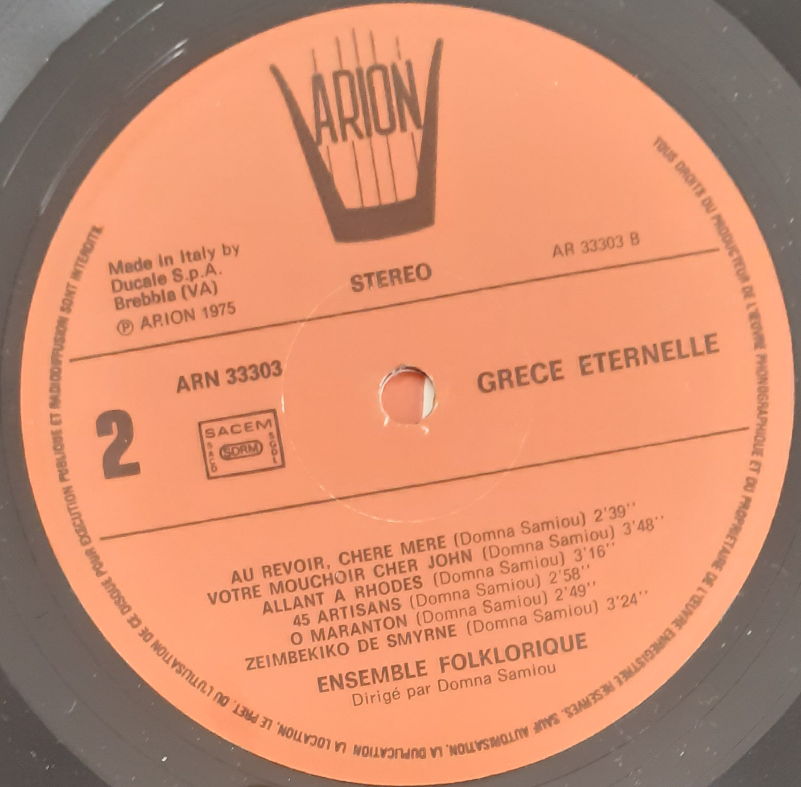 ARION
Made in Italy by
Ducale S.p.A.
Brebbia (VA)
℗ ARION 1975
STEREO
AR 33303 B
ARN 33303
GRECE ETERNELLE
2
SACEM
SACD
SDRM
SGDL
AU REVOIR, CHERE MERE (Domna Samiou) 2'39''
VOTRE MOUCHOIR CHER JOHN (Domna Samiou) 3'48''
ALLANT A RHODES (Domna Samiou) 3'16''
45 ARTISANS (Domna Samiou) 2'58''
O MARANTON (Domna Samiou) 2'49''
ZEIMBEKIKO DE SMYRNE (Domna Samiou) 3'24''
ENSEMBLE FOLKLORIQUE
Dirigé par Domna Samiou
TOUS DROITS DU PRODUCTEUR DE L'ŒUVRE PHONOGRAPHIQUE ET DU PROPRIETAIRE DE L'ŒUVRE ENREGISTREE RESERVES. SAUF AUTORISATION, LA DUPLICATION LA LOCATION, LE PRET, OU L'UTILISATION DE CE DISQUE POUR EXECUTION PUBLIQUE ET RADIODIFFUSION SONT INTERDITS.